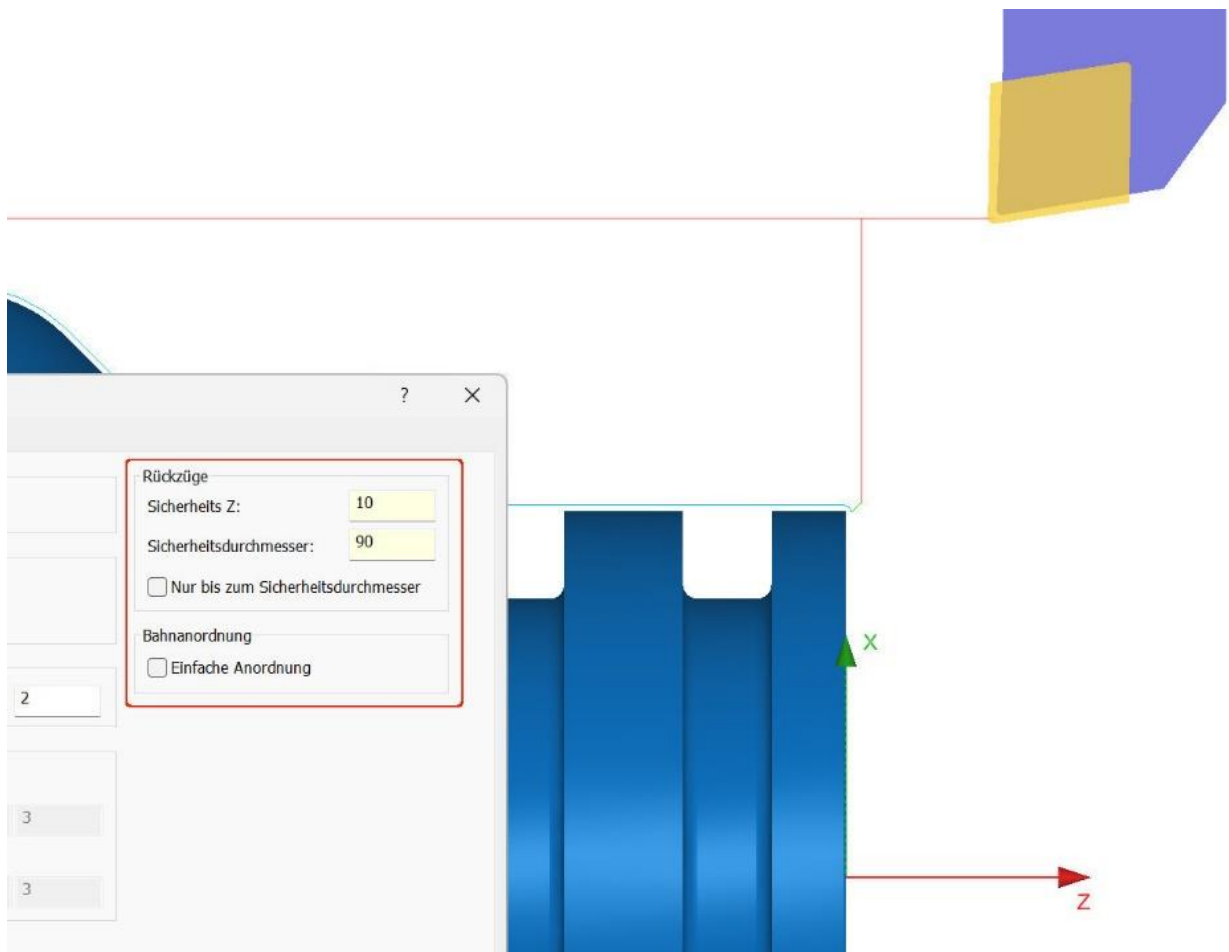 ?
Rückzüge
Sicherheits Z: 10
Sicherheitsdurchmesser: 90
Nur bis zum Sicherheitsdurchmesser
Bahnanordnung
Einfache Anordnung
2
3
3
X
Z